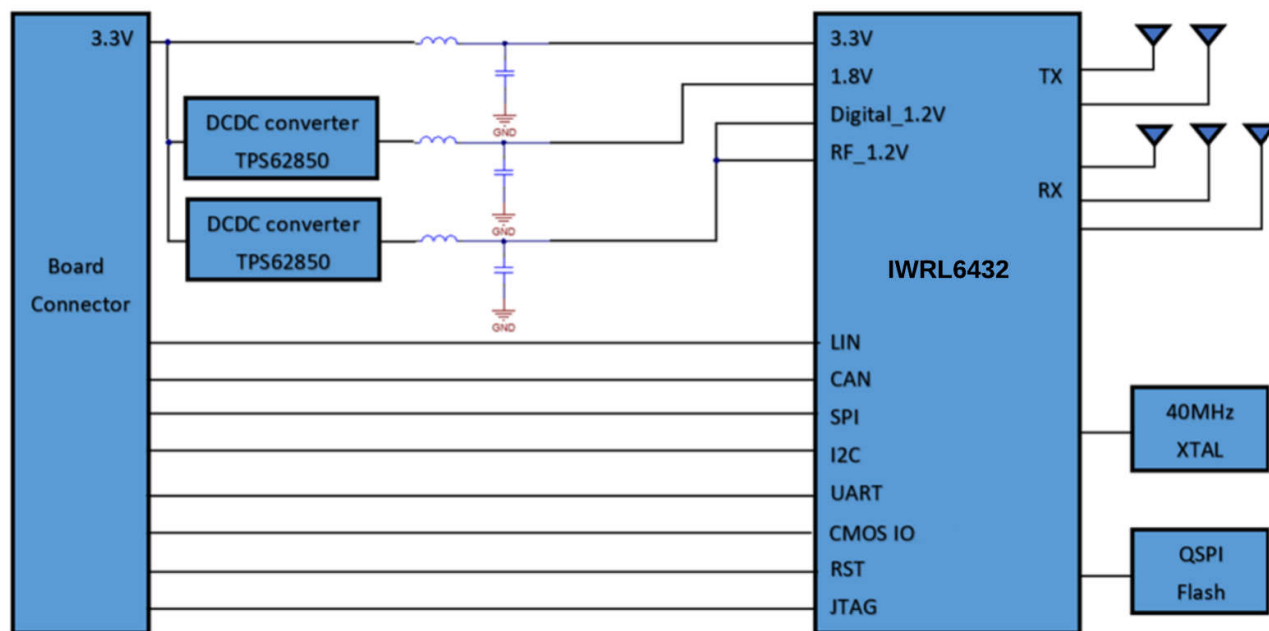 3.3V
Board
Connector
DCDC converter
TPS62850
DCDC converter
TPS62850
GND
GND
GND
3.3V
1.8V
Digital_1.2V
RF_1.2V
TX
RX
IWRL6432
LIN
CAN
SPI
I2C
UART
CMOS IO
RST
JTAG
40MHz
XTAL
QSPI
Flash